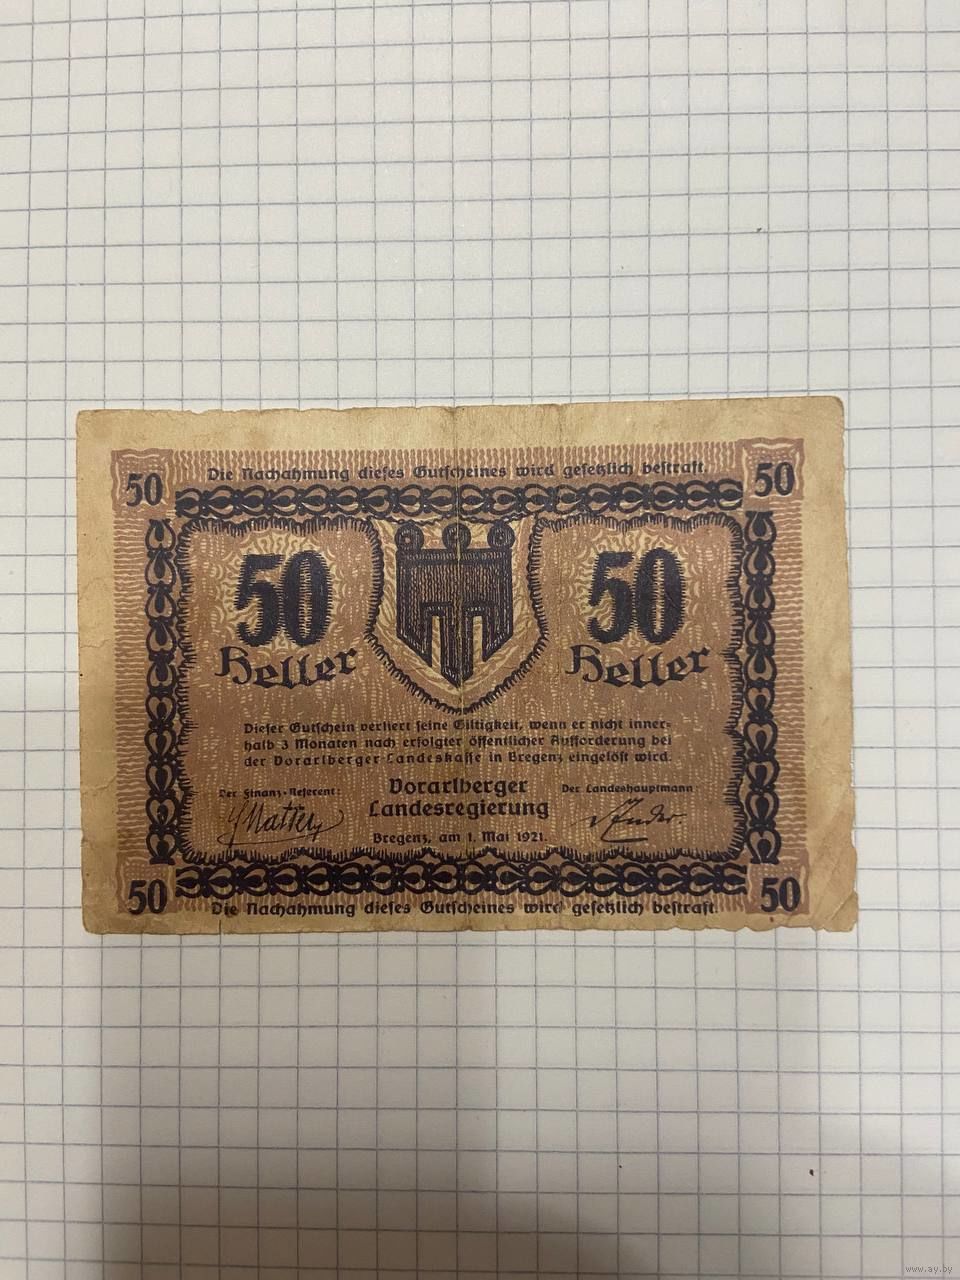 Die Nachahmung dieses Gutscheines wird gesetzlich bestraft.
50 50
50 50
Heller Heller
Dieser Gutschein verliert seine Giltigkeit, wenn er nicht inner-
halb 3 Monaten nach erfolgter öffentlicher Aufforderung bei
der Vorarlberger Landeskasse in Bregenz eingelöst wird.
Der Finanz-Referent: Vorarlberger Der Landeshauptmann:
Landesregierung
Bregenz, am 1. Mai 1921.
50 50
Die Nachahmung dieses Gutscheines wird gesetzlich bestraft.
www.ay.by